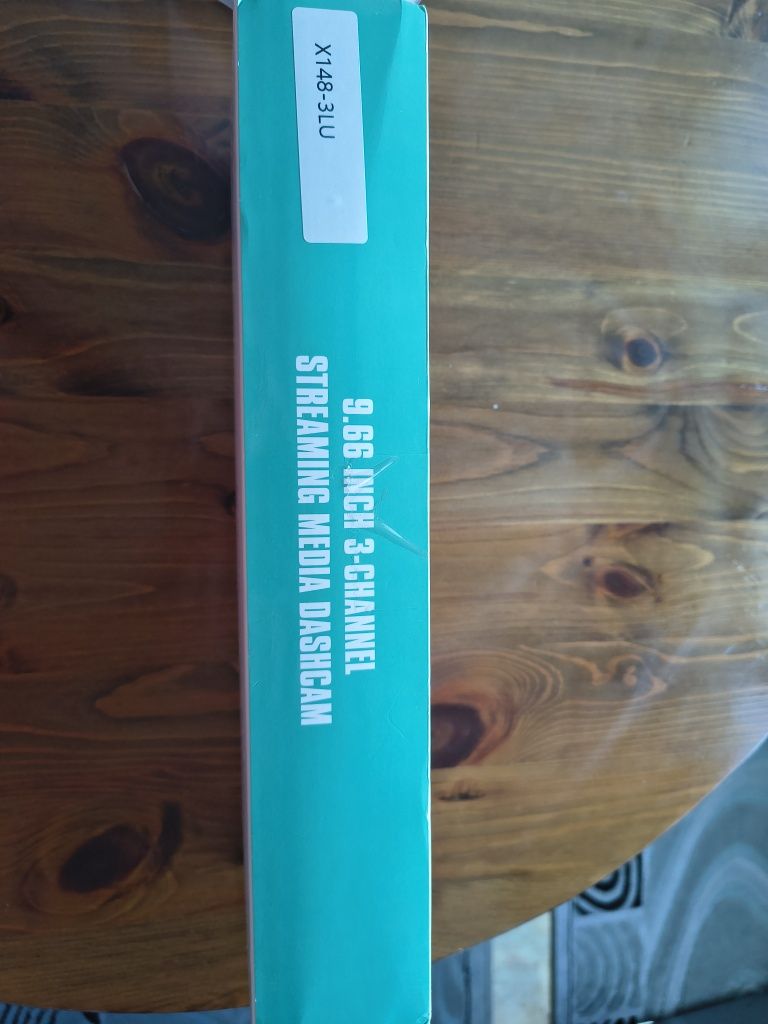 X148-3LU
9.66 INCH 3-CHANNEL
STREAMING MEDIA DASHCAM